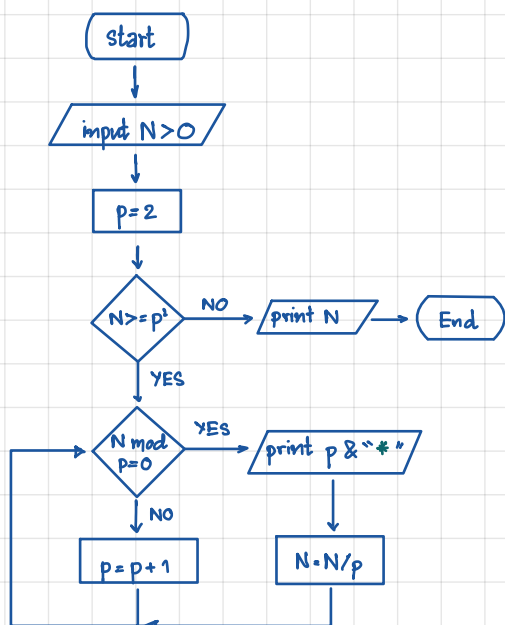 start
input N>0
p=2
N>=p²
NO
print N
End
YES
N mod
p=0
YES
print p & "*"
NO
p=p+1
N=N/p